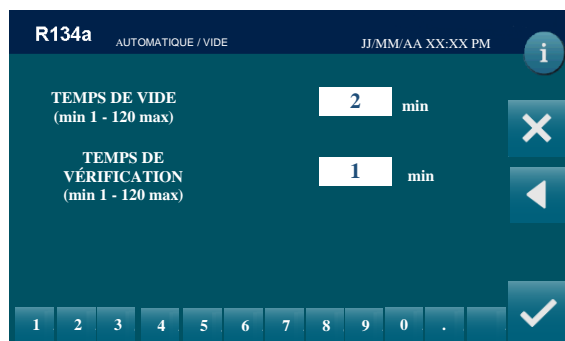 R134a AUTOMATIQUE / VIDE JJ/MM/AA XX:XX PM
i
TEMPS DE VIDE
(min 1 - 120 max)
2 min
TEMPS DE
VÉRIFICATION
(min 1 - 120 max)
1 min
1 2 3 4 5 6 7 8 9 0 .